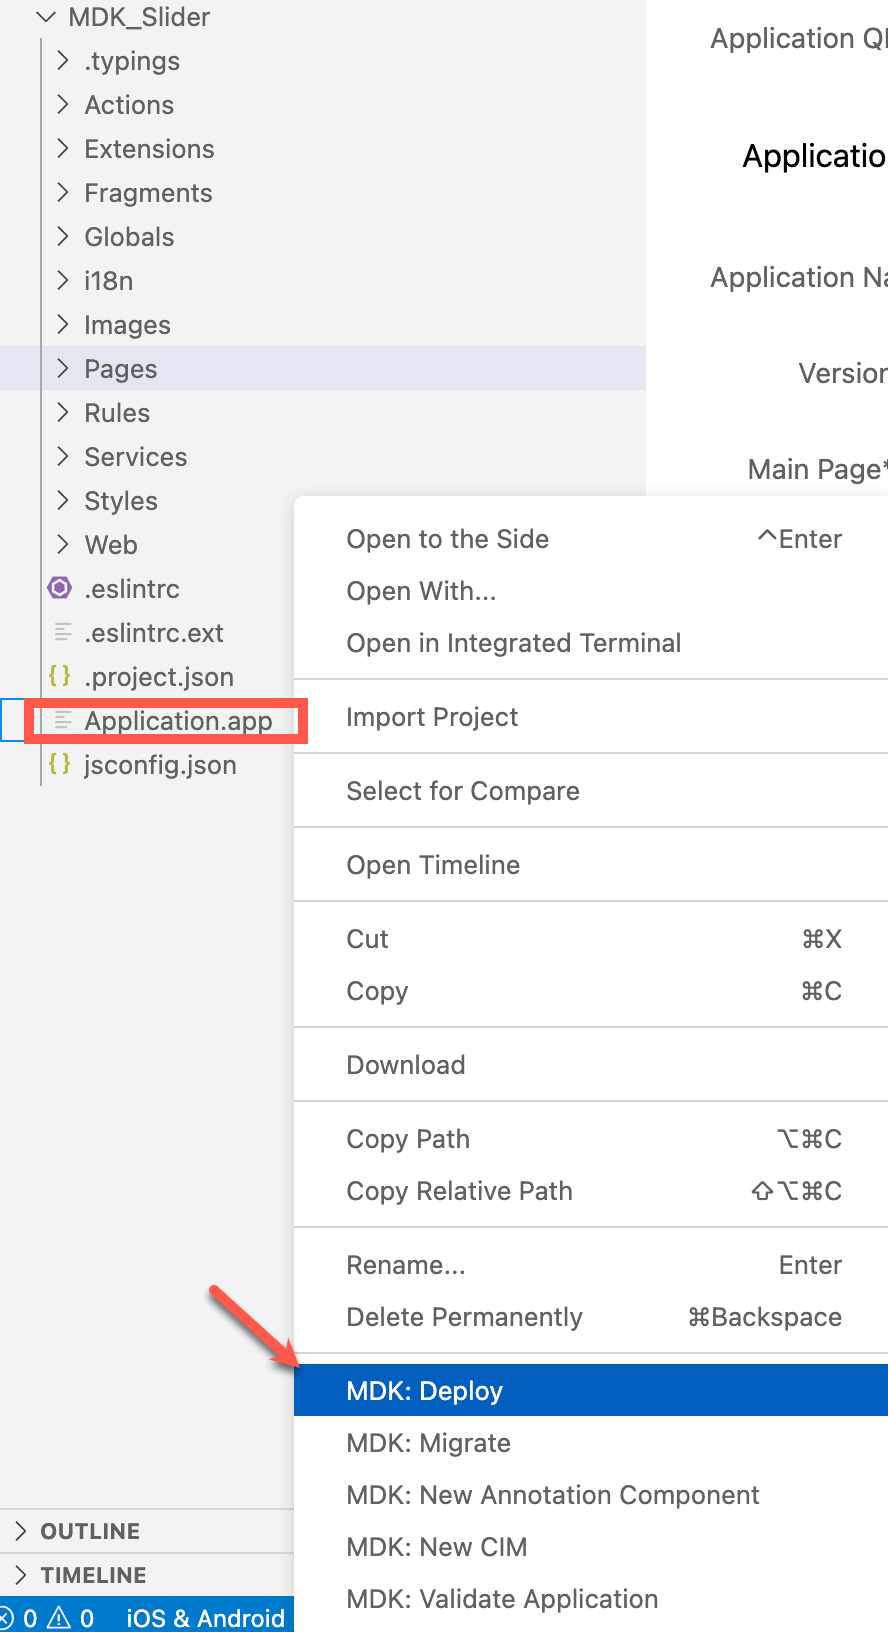 MDK_Slider
.typings
Actions
Extensions
Fragments
Globals
i18n
Images
Pages
Rules
Services
Styles
Web
.eslintrc
.eslintrc.ext
.project.json
Application.app
jsconfig.json
Application
Application
Version
Main Page*
Open to the Side ^Enter
Open With...
Open in Integrated Terminal
Import Project
Select for Compare
Open Timeline
Cut ⌘X
Copy ⌘C
Download
Copy Path ⌥⌘C
Copy Relative Path ⇧⌥⌘C
Rename... Enter
Delete Permanently ⌘Backspace
MDK: Deploy
MDK: Migrate
MDK: New Annotation Component
MDK: New CIM
MDK: Validate Application
OUTLINE
TIMELINE
0 0 iOS & Android